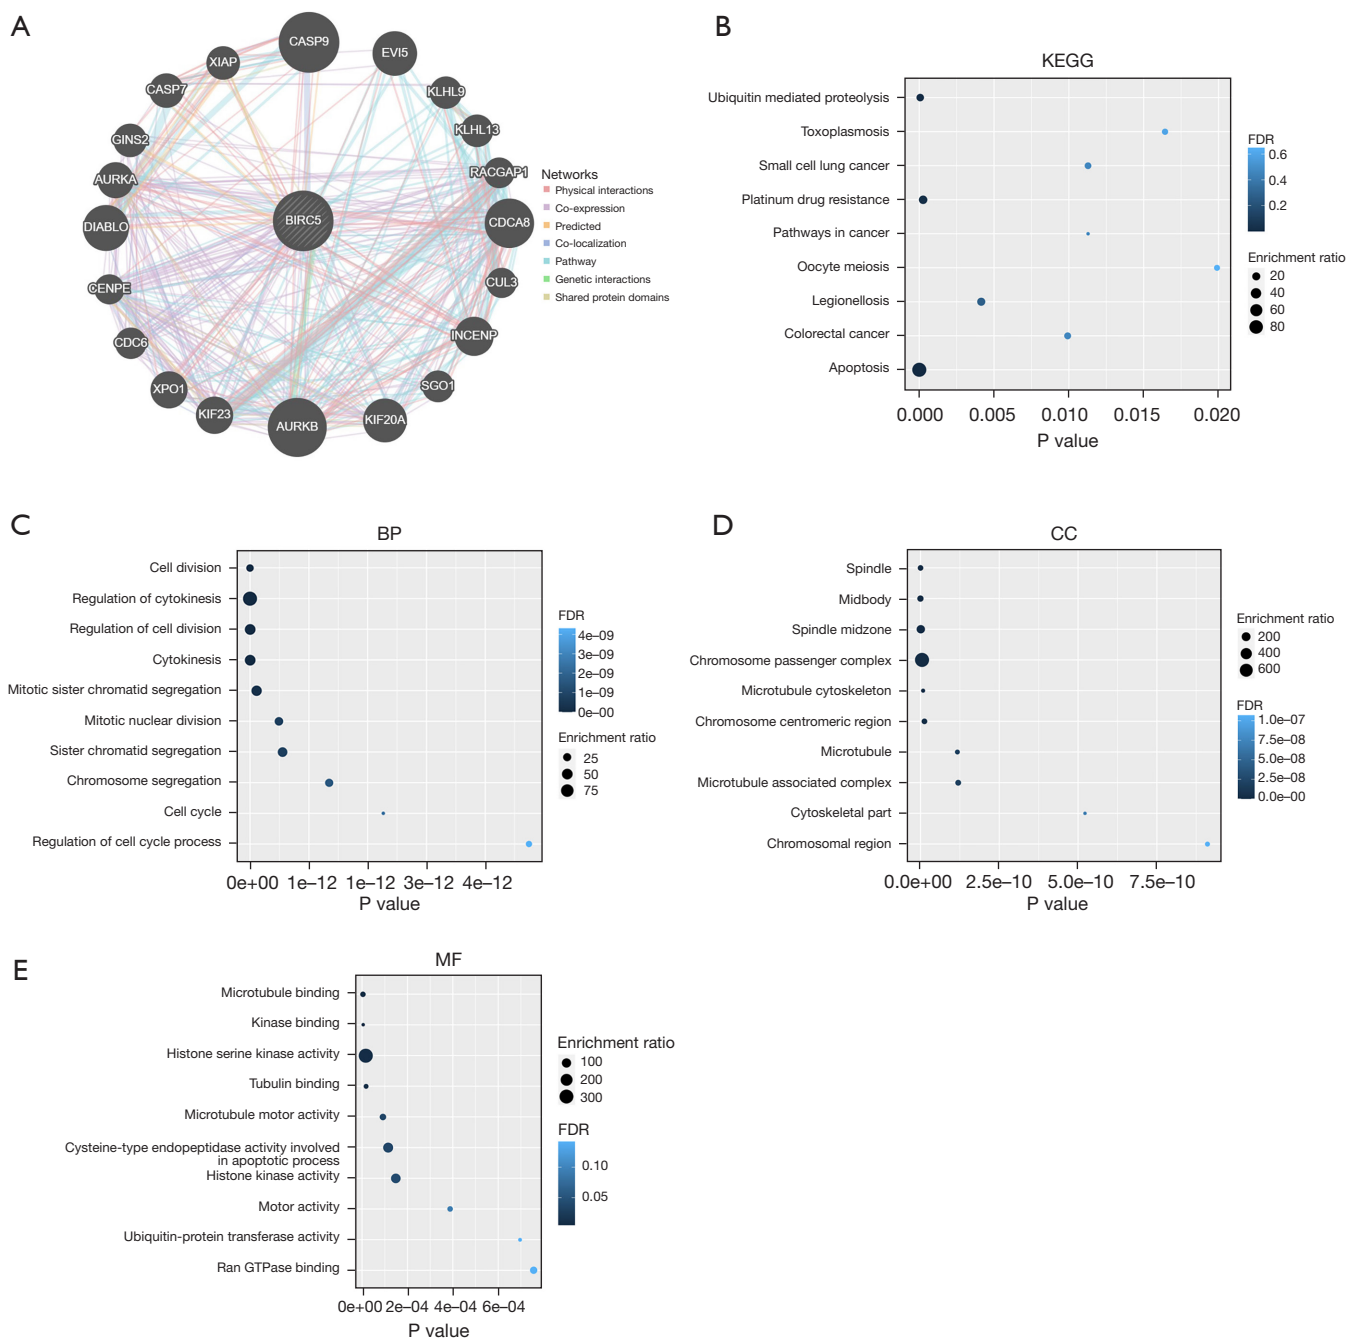 A
CASP9
EVI5
XIAP
CASP7
KLHL9
GINS2
KLHL13
AURKA
RACGAP1
DIABLO
BIRC5
CDCA8
CENPE
CUL3
CDC6
INCENP
XPO1
SGO1
KIF23
AURKB
KIF20A
Networks
Physical interactions
Co-expression
Predicted
Co-localization
Pathway
Genetic interactions
Shared protein domains
B
KEGG
Ubiquitin mediated proteolysis
Toxoplasmosis
Small cell lung cancer
Platinum drug resistance
Pathways in cancer
Oocyte meiosis
Legionellosis
Colorectal cancer
Apoptosis
0.000 0.005 0.010 0.015 0.020
P value
FDR
0.6
0.4
0.2
Enrichment ratio
20
40
60
80
C
BP
Cell division
Regulation of cytokinesis
Regulation of cell division
Cytokinesis
Mitotic sister chromatid segregation
Mitotic nuclear division
Sister chromatid segregation
Chromosome segregation
Cell cycle
Regulation of cell cycle process
0e+00 1e–12 1e–12 3e–12 4e–12
P value
FDR
4e–09
3e–09
2e–09
1e–09
0e–00
Enrichment ratio
25
50
75
D
CC
Spindle
Midbody
Spindle midzone
Chromosome passenger complex
Microtubule cytoskeleton
Chromosome centromeric region
Microtubule
Microtubule associated complex
Cytoskeletal part
Chromosomal region
0.0e+00 2.5e–10 5.0e–10 7.5e–10
P value
Enrichment ratio
200
400
600
FDR
1.0e–07
7.5e–08
5.0e–08
2.5e–08
0.0e–00
E
MF
Microtubule binding
Kinase binding
Histone serine kinase activity
Tubulin binding
Microtubule motor activity
Cysteine-type endopeptidase activity involved
in apoptotic process
Histone kinase activity
Motor activity
Ubiquitin-protein transferase activity
Ran GTPase binding
0e+00 2e–04 4e–04 6e–04
P value
Enrichment ratio
100
200
300
FDR
0.10
0.05